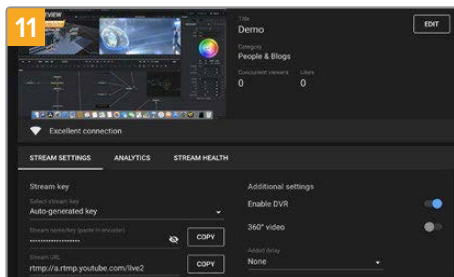 11
Title
Demo
EDIT
Category
People & Blogs
Concurrent viewers Likes
0 0
Excellent connection
STREAM SETTINGS ANALYTICS STREAM HEALTH
Stream key
Select stream key
Auto-generated key
Stream name/key (paste in encoder)
COPY
Stream URL
rtmp://a.rtmp.youtube.com/live2
COPY
Additional settings
Enable DVR
360° video
Added delay
None